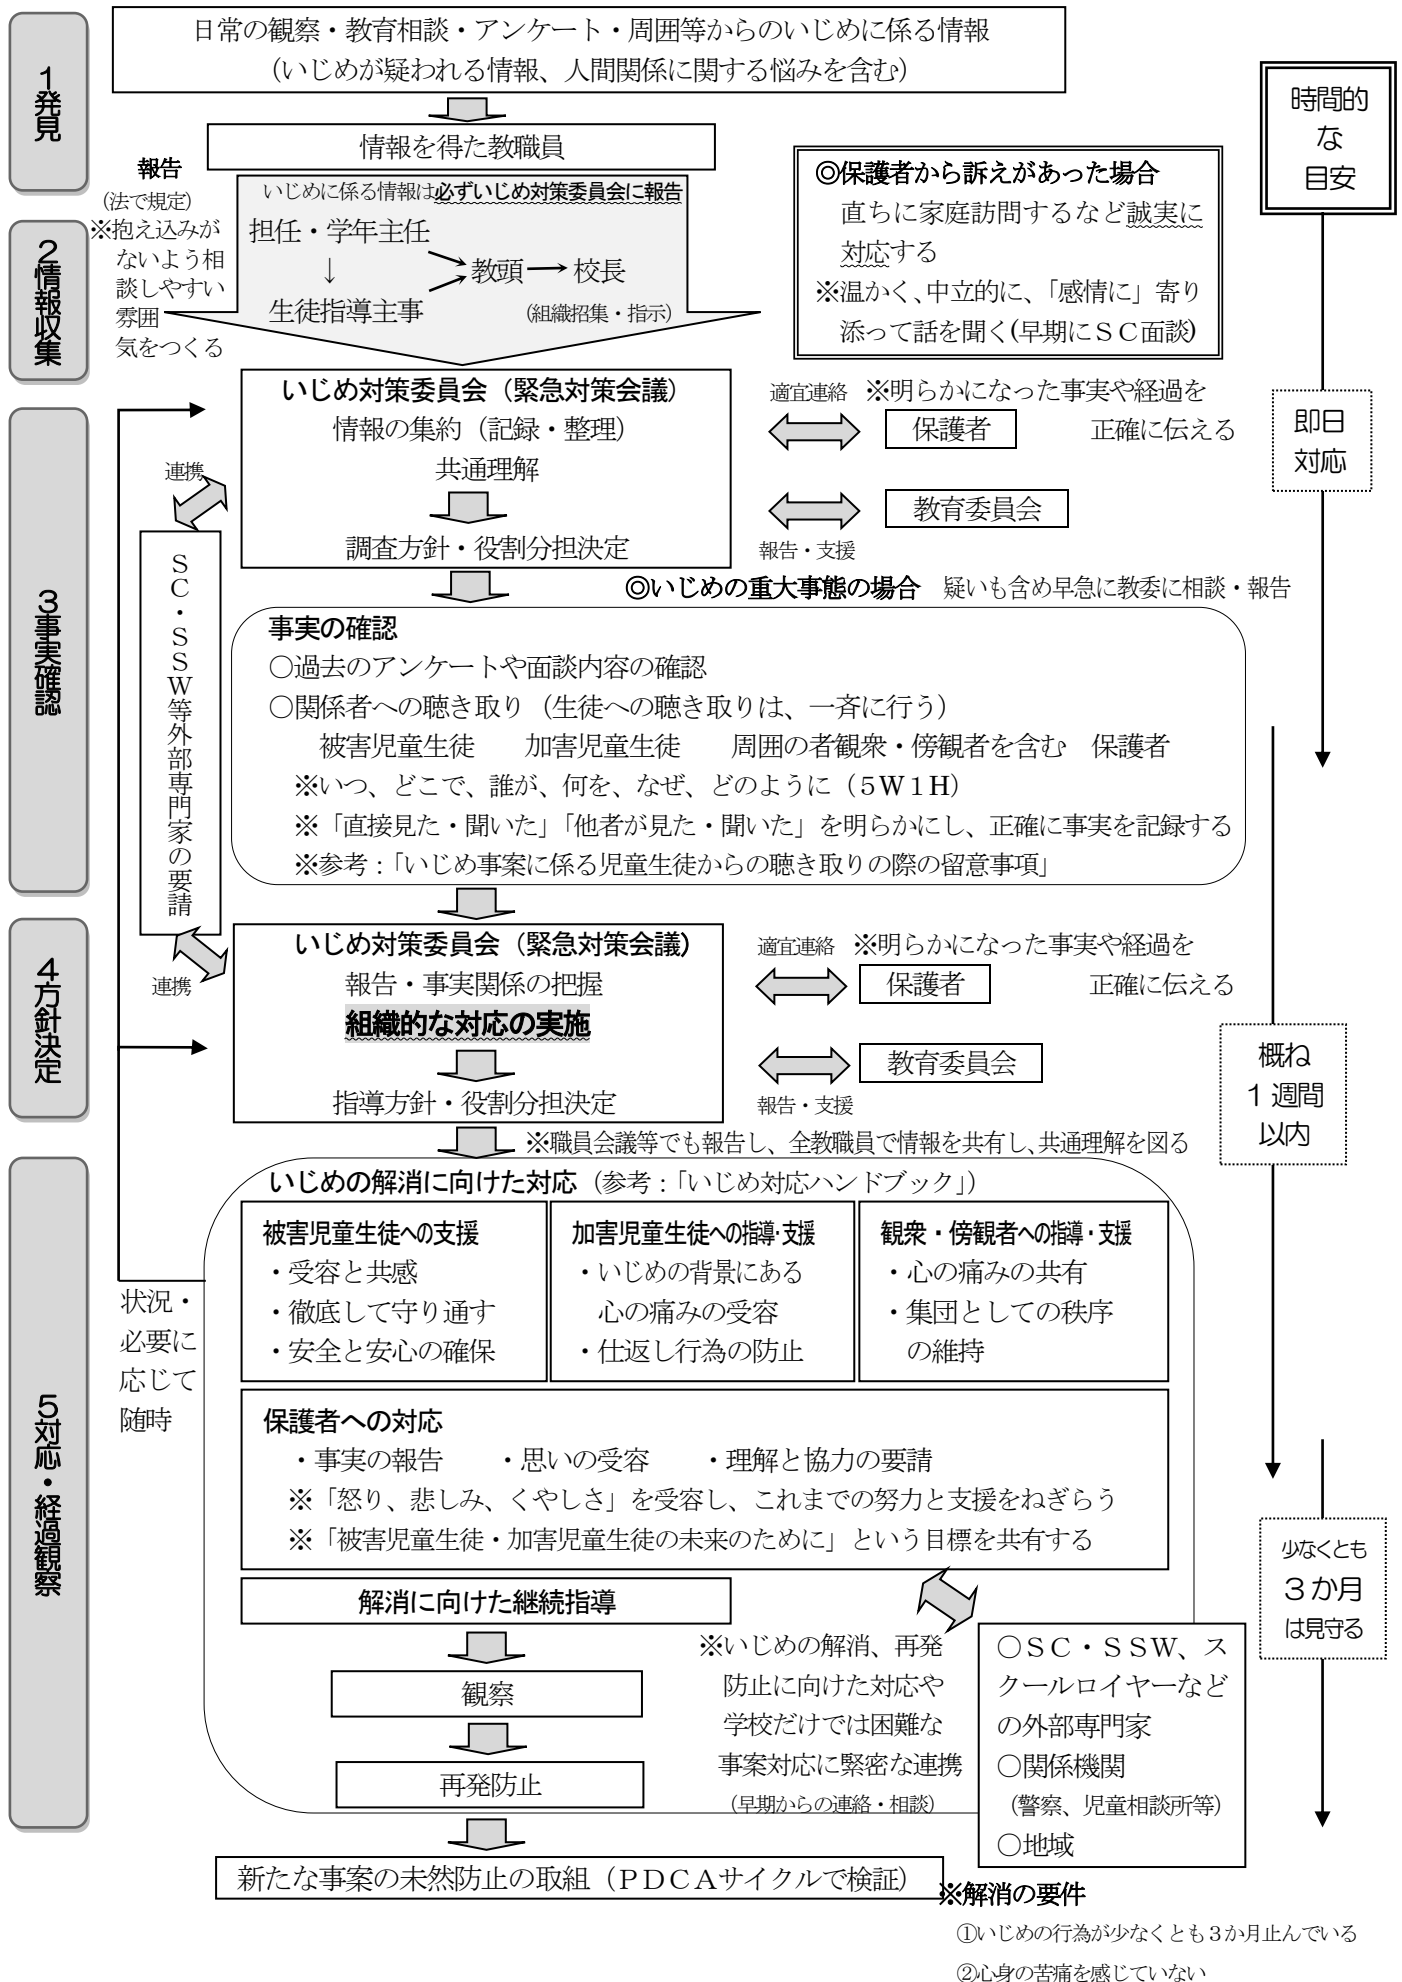 1発見
日常の観察・教育相談・アンケート・周囲等からのいじめに係る情報
（いじめが疑われる情報、人間関係に関する悩みを含む）
情報を得た教職員
時間的
な
目安
報告
（法で規定）
※抱え込みが
ないよう相
談しやすい
雰囲
気をつくる
いじめに係る情報は必ずいじめ対策委員会に報告
担任・学年主任
↓
生徒指導主事
教頭
校長
（組織招集・指示）
◎保護者から訴えがあった場合
直ちに家庭訪問するなど誠実に
対応する
※温かく、中立的に、「感情に」寄り
添って話を聞く(早期にＳＣ面談)
2情報収集
いじめ対策委員会（緊急対策会議）
情報の集約（記録・整理）
共通理解
調査方針・役割分担決定
適宜連絡　※明らかになった事実や経過を
保護者　正確に伝える
教育委員会
報告・支援
即日
対応
連携
ＳＣ・ＳＳＷ等外部専門家の要請
連携
3事実確認
◎いじめの重大事態の場合　疑いも含め早急に教委に相談・報告
事実の確認
○過去のアンケートや面談内容の確認
○関係者への聴き取り（生徒への聴き取りは、一斉に行う）
被害児童生徒　加害児童生徒　周囲の者観衆・傍観者を含む　保護者
※いつ、どこで、誰が、何を、なぜ、どのように（５Ｗ１Ｈ）
※「直接見た・聞いた」「他者が見た・聞いた」を明らかにし、正確に事実を記録する
※参考：「いじめ事案に係る児童生徒からの聴き取りの際の留意事項」
4方針決定
いじめ対策委員会（緊急対策会議）
報告・事実関係の把握
組織的な対応の実施
指導方針・役割分担決定
適宜連絡　※明らかになった事実や経過を
保護者　正確に伝える
教育委員会
報告・支援
概ね
１週間
以内
※職員会議等でも報告し、全教職員で情報を共有し、共通理解を図る
5対応・経過観察
いじめの解消に向けた対応（参考：「いじめ対応ハンドブック」）
被害児童生徒への支援
・受容と共感
・徹底して守り通す
・安全と安心の確保
加害児童生徒への指導・支援
・いじめの背景にある
心の痛みの受容
・仕返し行為の防止
観衆・傍観者への指導・支援
・心の痛みの共有
・集団としての秩序
の維持
状況・
必要に
応じて
随時
保護者への対応
・事実の報告　・思いの受容　・理解と協力の要請
※「怒り、悲しみ、くやしさ」を受容し、これまでの努力と支援をねぎらう
※「被害児童生徒・加害児童生徒の未来のために」という目標を共有する
少なくとも
３か月
は見守る
解消に向けた継続指導
観察
再発防止
※いじめの解消、再発
防止に向けた対応や
学校だけでは困難な
事案対応に緊密な連携
（早期からの連絡・相談）
○ＳＣ・ＳＳＷ、ス
クールロイヤーなど
の外部専門家
○関係機関
（警察、児童相談所等）
○地域
新たな事案の未然防止の取組（ＰＤＣＡサイクルで検証）
※解消の要件
①いじめの行為が少なくとも３か月止んでいる
②心身の苦痛を感じていない